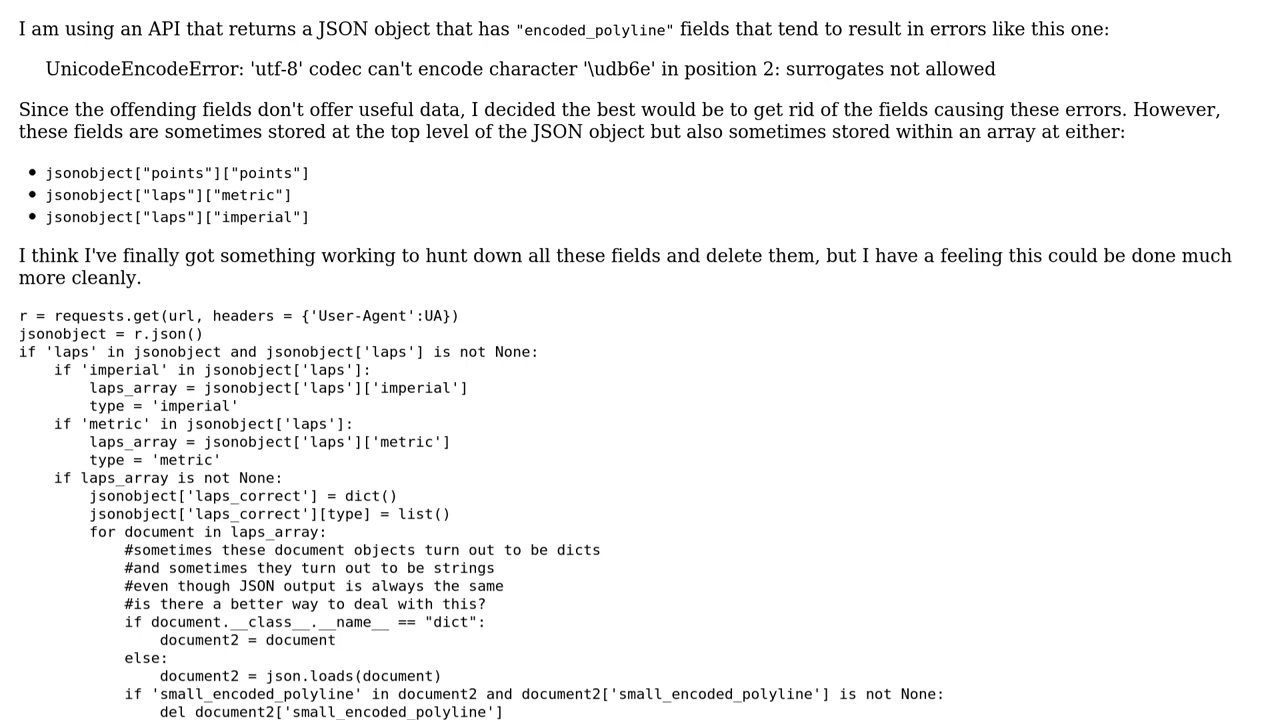 I am using an API that returns a JSON object that has "encoded_polyline" fields that tend to result in errors like this one:
UnicodeEncodeError: 'utf-8' codec can't encode character '\udb6e' in position 2: surrogates not allowed
Since the offending fields don't offer useful data, I decided the best would be to get rid of the fields causing these errors. However,
these fields are sometimes stored at the top level of the JSON object but also sometimes stored within an array at either:
• jsonobject["points"]["points"]
• jsonobject["laps"]["metric"]
• jsonobject["laps"]["imperial"]
I think I've finally got something working to hunt down all these fields and delete them, but I have a feeling this could be done much
more cleanly.
r = requests.get(url, headers = {'User-Agent':UA})
jsonobject = r.json()
if 'laps' in jsonobject and jsonobject['laps'] is not None:
    if 'imperial' in jsonobject['laps']:
        laps_array = jsonobject['laps']['imperial']
        type = 'imperial'
    if 'metric' in jsonobject['laps']:
        laps_array = jsonobject['laps']['metric']
        type = 'metric'
    if laps_array is not None:
        jsonobject['laps_correct'] = dict()
        jsonobject['laps_correct'][type] = list()
        for document in laps_array:
            #sometimes these document objects turn out to be dicts
            #and sometimes they turn out to be strings
            #even though JSON output is always the same
            #is there a better way to deal with this?
            if document.__class__.__name__ == "dict":
                document2 = document
            else:
                document2 = json.loads(document)
            if 'small_encoded_polyline' in document2 and document2['small_encoded_polyline'] is not None:
                del document2['small_encoded_polyline']